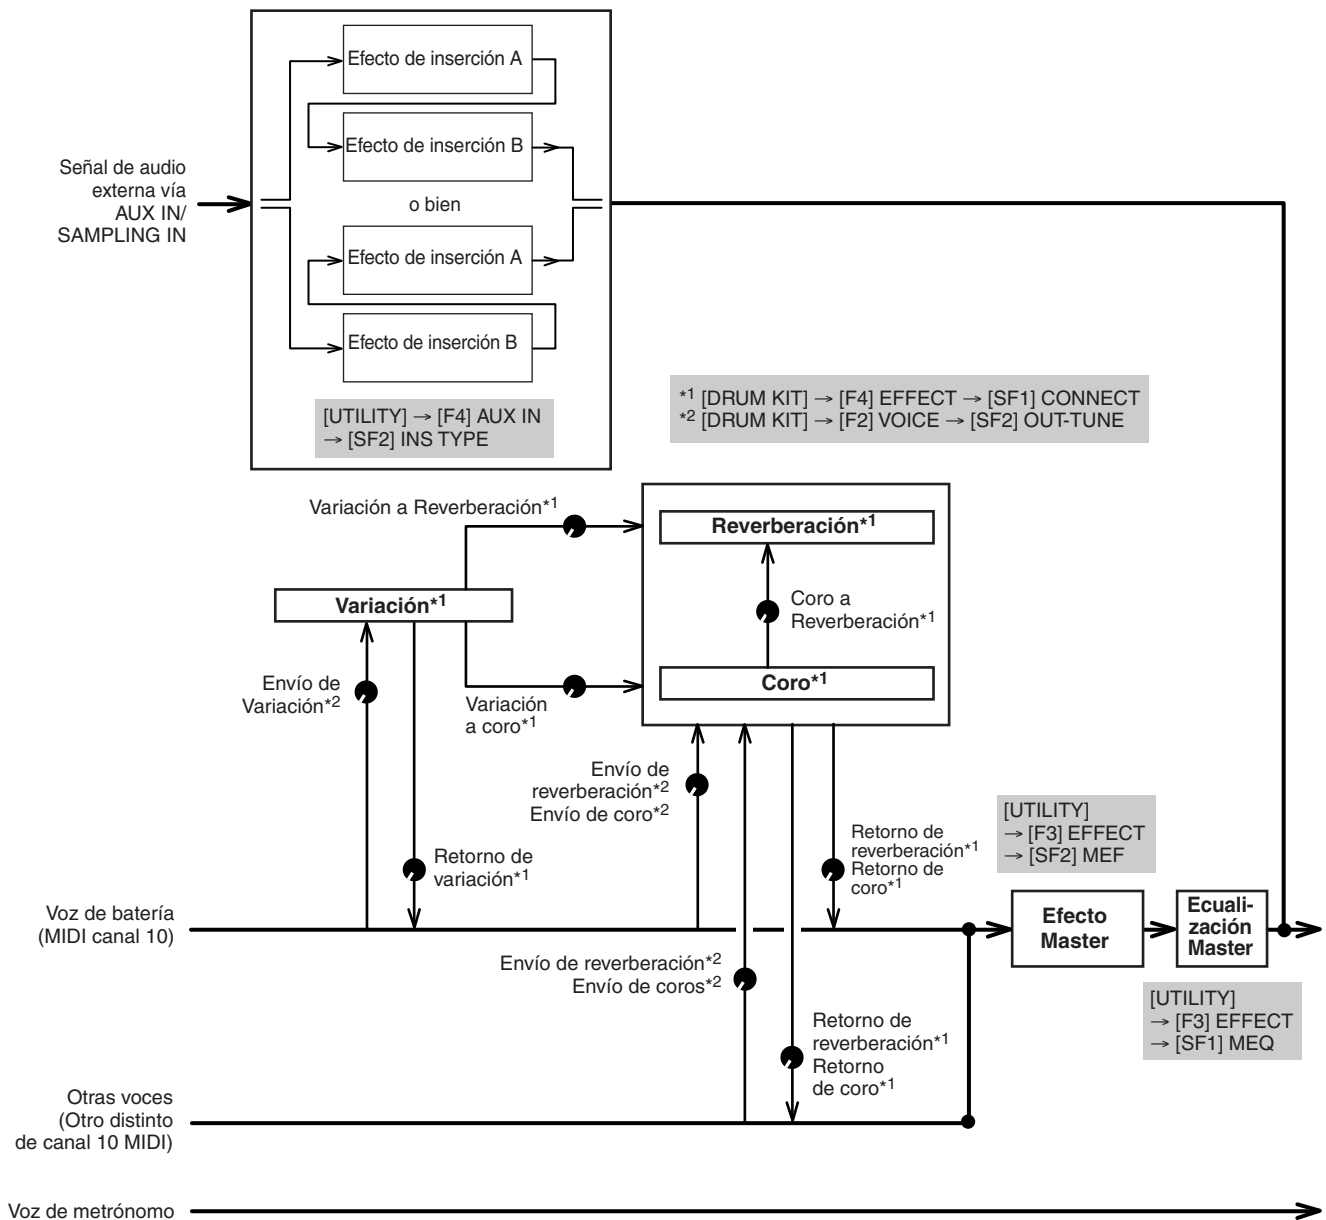 Efecto de inserción A
Efecto de inserción B
Señal de audio
externa vía
AUX IN/
SAMPLING IN
o bien
Efecto de inserción A
Efecto de inserción B
[UTILITY] → [F4] AUX IN
→ [SF2] INS TYPE
*1 [DRUM KIT] → [F4] EFFECT → [SF1] CONNECT
*2 [DRUM KIT] → [F2] VOICE → [SF2] OUT-TUNE
Variación a Reverberación*1
Reverberación*1
Variación*1
Coro a
Reverberación*1
Envío de
Variación*2
Coro*1
Variación
a coro*1
Envío de
reverberación*2
Envío de coro*2
Retorno de
variación*1
Retorno de
reverberación*1
Retorno de
coro*1
[UTILITY]
→ [F3] EFFECT
→ [SF2] MEF
Voz de batería
(MIDI canal 10)
Efecto
Master
Ecuali-
zación
Master
Envío de reverberación*2
Envío de coros*2
[UTILITY]
→ [F3] EFFECT
→ [SF1] MEQ
Retorno de
reverberación*1
Retorno
de coro*1
Otras voces
(Otro distinto
de canal 10 MIDI)
Voz de metrónomo